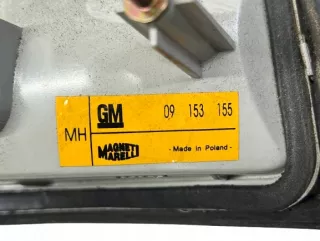 GM 09 153 155
MH
MAGNETI MARELLI - Made in Poland -